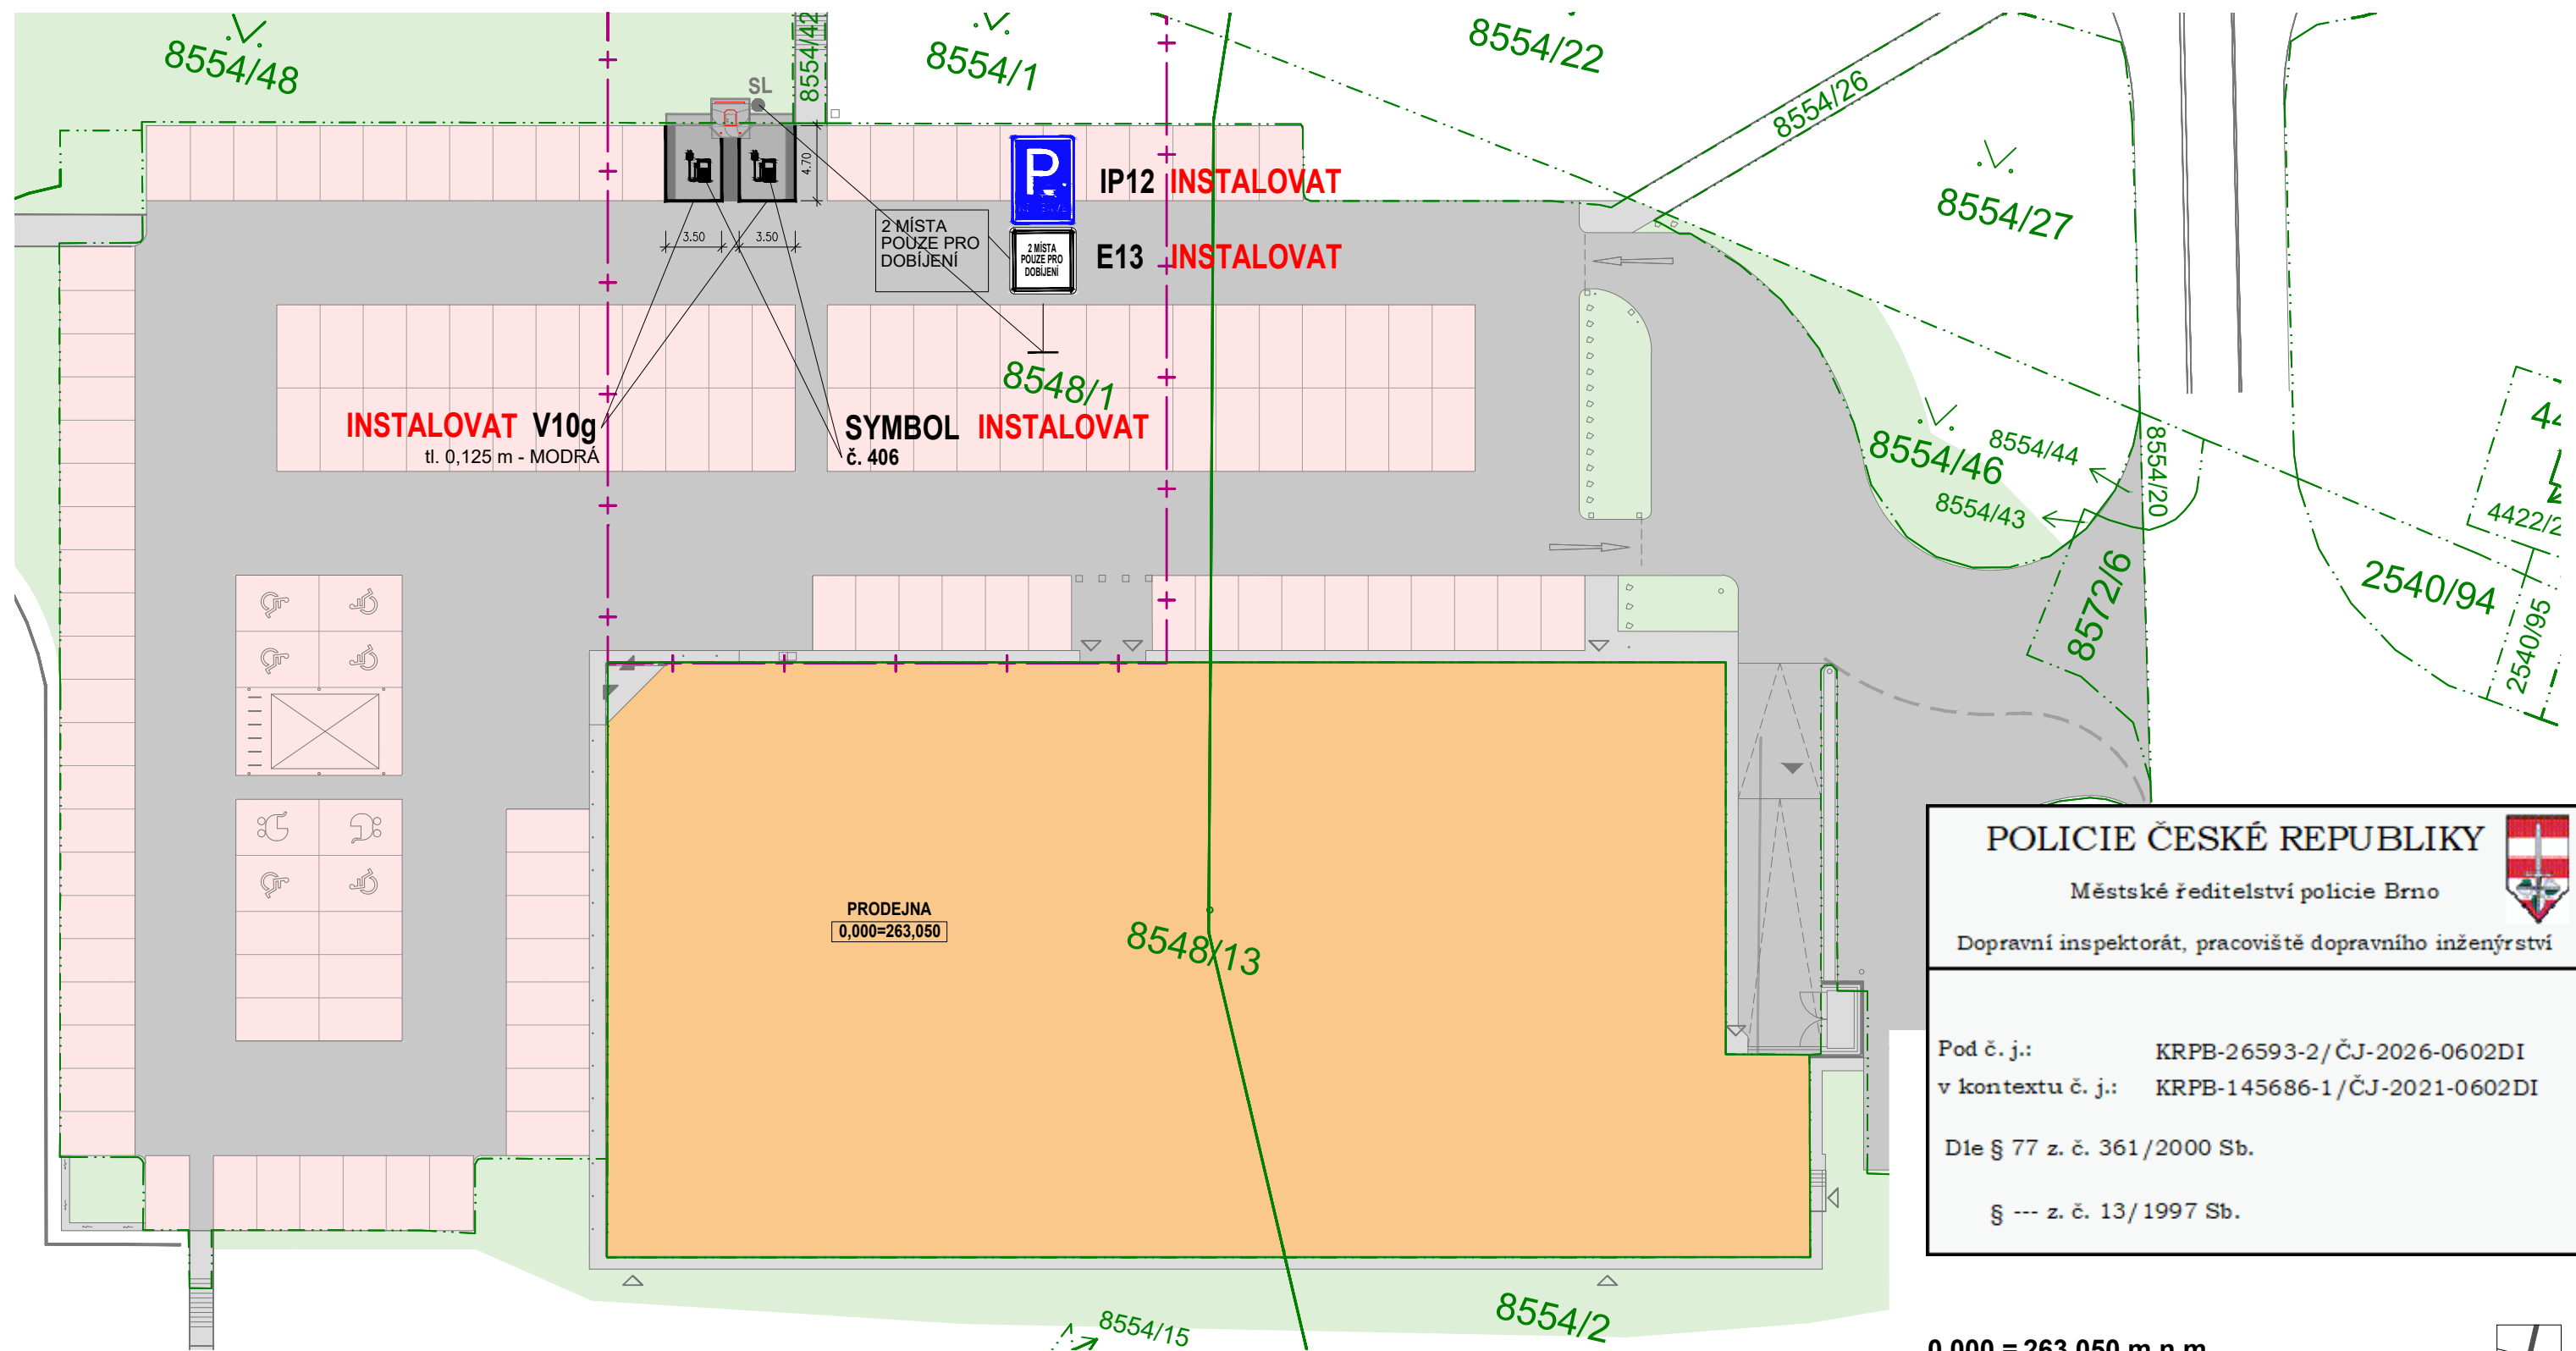 8554/48
8554/42
8554/1
8554/22
8554/26
8554/27
SL
4.70
3.50
3.50
P
IP12 INSTALOVAT
2 MÍSTA
POUZE PRO
DOBÍJENÍ
2 MÍSTA
POUZE PRO
DOBÍJENÍ
E13 INSTALOVAT
8548/1
INSTALOVAT V10g
tl. 0,125 m - MODRÁ
SYMBOL INSTALOVAT
č. 406
8554/46
8554/44
8554/43
8554/20
8572/6
4422/2
2540/94
2540/95
PRODEJNA
0,000=263,050
8548/13
POLICIE ČESKÉ REPUBLIKY
Městské ředitelství policie Brno
Dopravní inspektorát, pracoviště dopravního inženýrství
Pod č. j.: KRPB-26593-2/ČJ-2026-0602DI
v kontextu č. j.: KRPB-145686-1/ČJ-2021-0602DI
Dle § 77 z. č. 361/2000 Sb.
§ --- z. č. 13/1997 Sb.
8554/15
8554/2
0,000 = 263,050 m n m